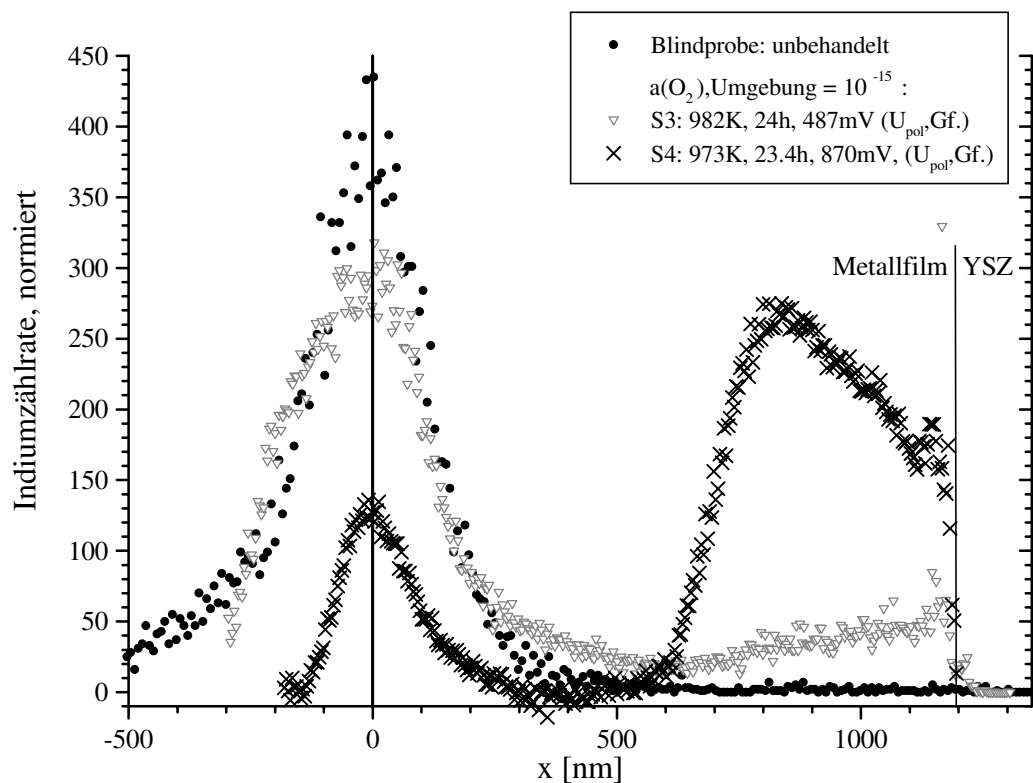 Blindprobe: unbehandelt
a(O₂),Umgebung = 10⁻¹⁵ :
S3: 982K, 24h, 487mV (Uₚₒₗ,Gf.)
S4: 973K, 23.4h, 870mV, (Uₚₒₗ,Gf.)
450
400
350
300
250
200
150
100
50
0
Indiumzählrate, normiert
Metallfilm
YSZ
-500
0
500
1000
x [nm]